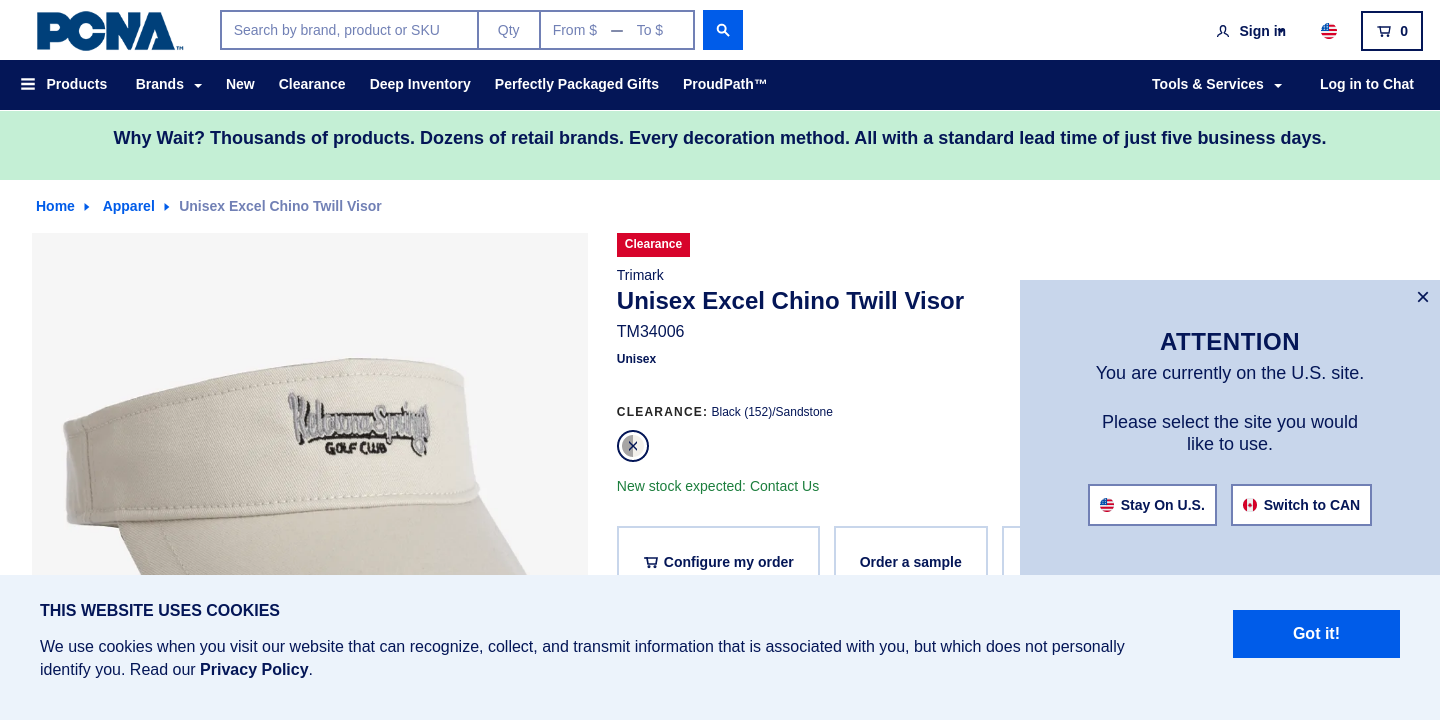 PCNA™
Search by brand, product or SKU
Qty
From $ — To $
Sign in
0
Products
Brands
New
Clearance
Deep Inventory
Perfectly Packaged Gifts
ProudPath™
Tools & Services
Log in to Chat
Why Wait? Thousands of products. Dozens of retail brands. Every decoration method. All with a standard lead time of just five business days.
Home
Apparel
Unisex Excel Chino Twill Visor
Kelowna Springs
GOLF CLUB
Clearance
Trimark
Unisex Excel Chino Twill Visor
TM34006
Unisex
CLEARANCE: Black (152)/Sandstone
New stock expected: Contact Us
Configure my order
Order a sample
ATTENTION
You are currently on the U.S. site.
Please select the site you would
like to use.
Stay On U.S.
Switch to CAN
THIS WEBSITE USES COOKIES
We use cookies when you visit our website that can recognize, collect, and transmit information that is associated with you, but which does not personally
identify you. Read our Privacy Policy.
Got it!